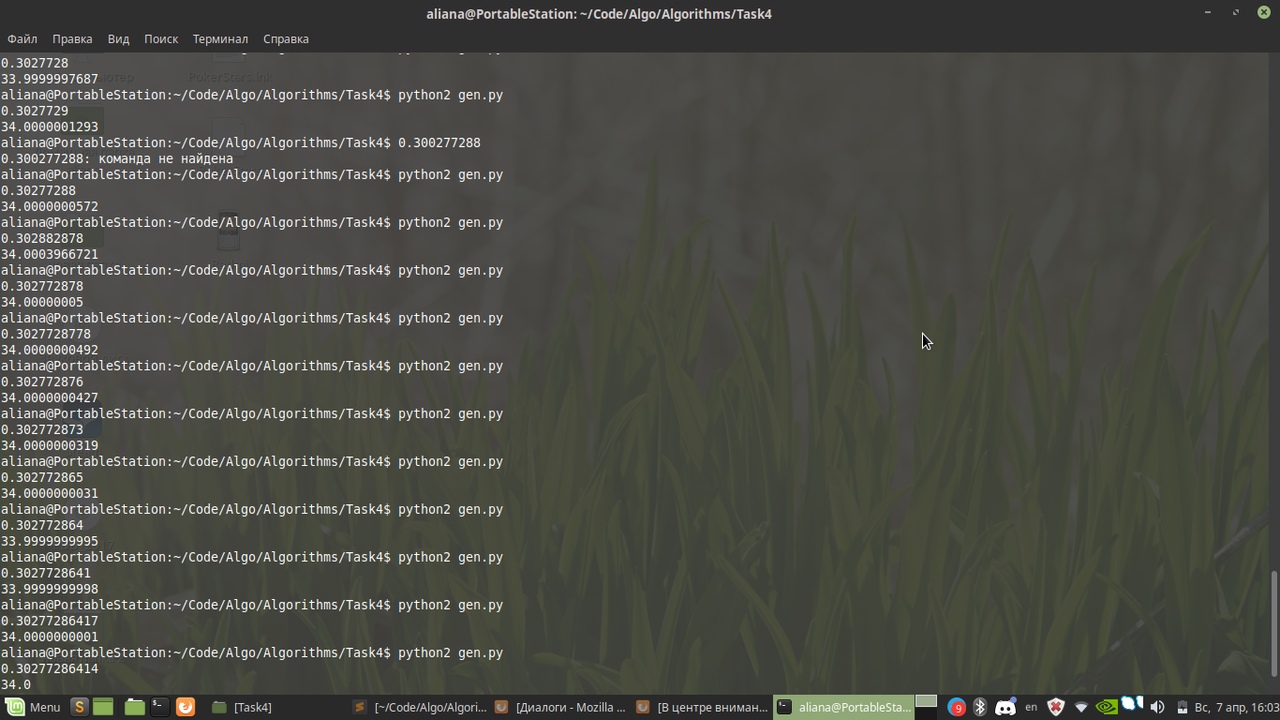 aliana@PortableStation: ~/Code/Algo/Algorithms/Task4
Файл Правка Вид Поиск Терминал Справка
0.3027728
33.9999997687
aliana@PortableStation:~/Code/Algo/Algorithms/Task4$ python2 gen.py
0.3027729
34.0000001293
aliana@PortableStation:~/Code/Algo/Algorithms/Task4$ 0.300277288
0.300277288: команда не найдена
aliana@PortableStation:~/Code/Algo/Algorithms/Task4$ python2 gen.py
0.30277288
34.0000000572
aliana@PortableStation:~/Code/Algo/Algorithms/Task4$ python2 gen.py
0.302882878
34.0003966721
aliana@PortableStation:~/Code/Algo/Algorithms/Task4$ python2 gen.py
0.302772878
34.00000005
aliana@PortableStation:~/Code/Algo/Algorithms/Task4$ python2 gen.py
0.3027728778
34.0000000492
aliana@PortableStation:~/Code/Algo/Algorithms/Task4$ python2 gen.py
0.302772876
34.0000000427
aliana@PortableStation:~/Code/Algo/Algorithms/Task4$ python2 gen.py
0.302772873
34.0000000319
aliana@PortableStation:~/Code/Algo/Algorithms/Task4$ python2 gen.py
0.302772865
34.0000000031
aliana@PortableStation:~/Code/Algo/Algorithms/Task4$ python2 gen.py
0.302772864
33.9999999995
aliana@PortableStation:~/Code/Algo/Algorithms/Task4$ python2 gen.py
0.3027728641
33.9999999998
aliana@PortableStation:~/Code/Algo/Algorithms/Task4$ python2 gen.py
0.30277286417
34.0000000001
aliana@PortableStation:~/Code/Algo/Algorithms/Task4$ python2 gen.py
0.30277286414
34.0
Menu [Task4] [~/Code/Algo/Algori... [Диалоги - Mozilla ... [В центре вниман... aliana@PortableSta... 9 en Вс, 7 апр, 16:03